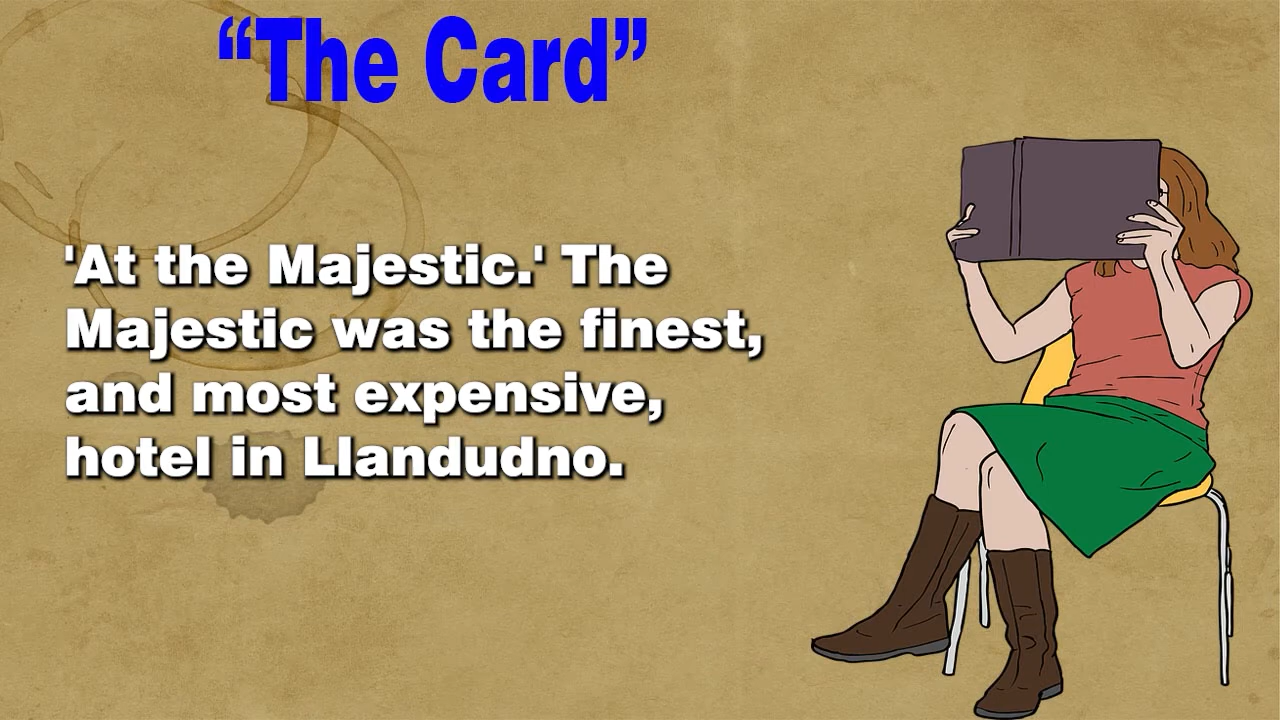 “The Card”
'At the Majestic.' The
Majestic was the finest,
and most expensive,
hotel in Llandudno.